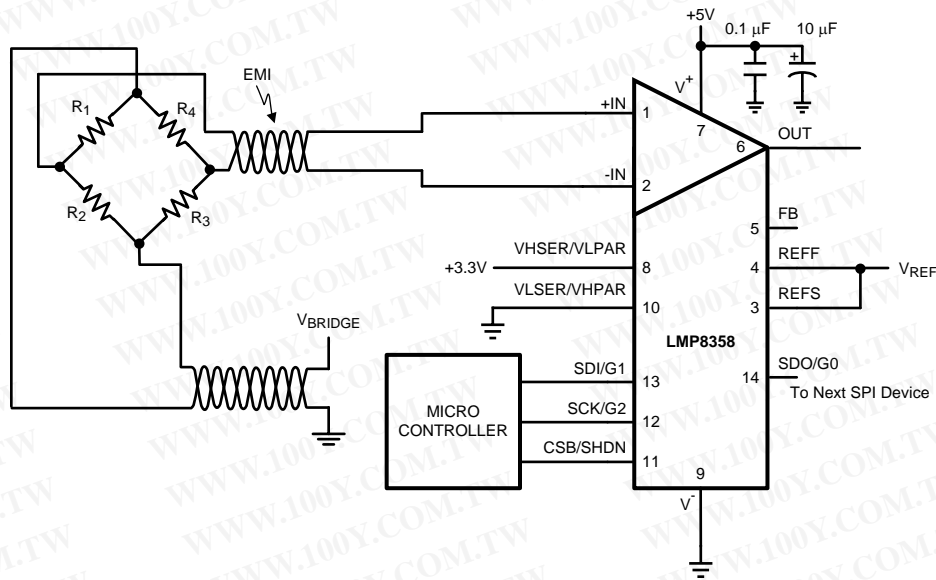 +5V
0.1 µF
10 µF
+
EMI
V+
R1
R4
+IN
1
7
OUT
6
-IN
2
R2
R3
FB
5
VHSER/VLPAR
REFF
+3.3V
8
4
VREF
VLSER/VHPAR
REFS
10
3
VBRIDGE
LMP8358
SDI/G1
SDO/G0
13
14
To Next SPI Device
MICRO
CONTROLLER
SCK/G2
12
CSB/SHDN
11
9
V-
WWW.100Y.COM.TW